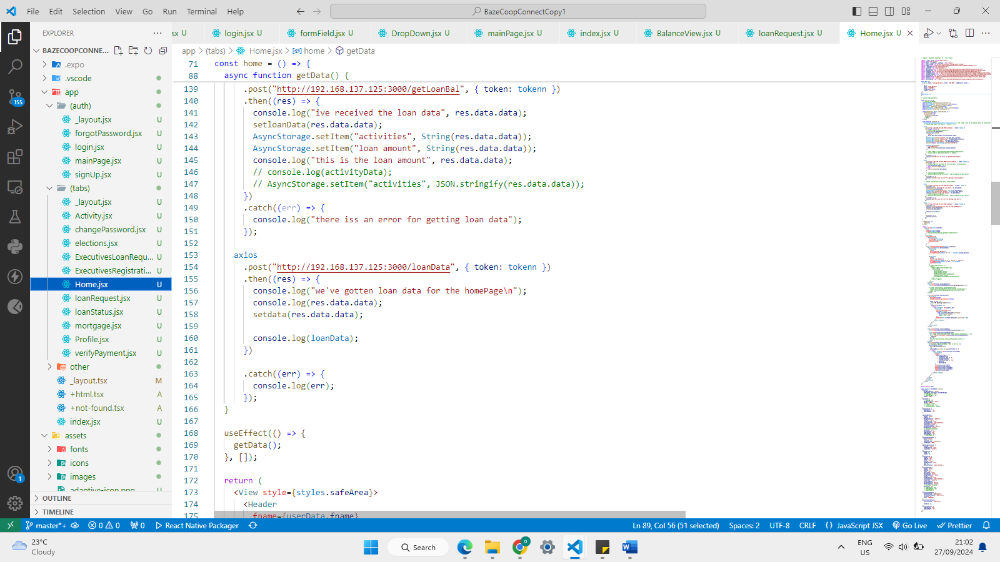 File Edit Selection View Go Run Terminal Help
BazeCoopConnectCopy1
EXPLORER
BAZECOOPCONNE...
.expo
.vscode
app
(auth)
_layout.jsx U
forgotPassword.jsx U
login.jsx U
mainPage.jsx U
signUp.jsx U
(tabs)
_layout.jsx U
Activity.jsx U
changePassword.jsx U
elections.jsx U
ExecutivesLoanRequ... U
ExecutivesRegistrati... U
Home.jsx U
loanRequest.jsx U
loanStatus.jsx U
mortgage.jsx U
Profile.jsx U
verifyPayment.jsx U
other
_layout.tsx M
+html.tsx A
+not-found.tsx A
index.jsx U
assets
fonts
icons
images
adaptive-icon.png U
OUTLINE
TIMELINE
155
1
sx U login.jsx U formField.jsx U DropDown.jsx U mainPage.jsx U index.jsx U BalanceView.jsx U loanRequest.jsx U Home.jsx U
app > (tabs) > Home.jsx > home > getData
71 const home = () => {
88 async function getData() {
139 .post("http://192.168.137.125:3000/getLoanBal", { token: tokenn })
140 .then((res) => {
141 console.log("ive received the loan data", res.data.data);
142 setloanData(res.data.data);
143 AsyncStorage.setItem("activities", String(res.data.data));
144 AsyncStorage.setItem("loan amount", String(res.data.data));
145 console.log("this is the loan amount", res.data.data);
146 // console.log(activityData);
147 // AsyncStorage.setItem("activities", JSON.stringify(res.data.data));
148 })
149 .catch((err) => {
150 console.log("there iss an error for getting loan data");
151 });
152
153 axios
154 .post("http://192.168.137.125:3000/loanData", { token: tokenn })
155 .then((res) => {
156 console.log("we've gotten loan data for the homePage\n");
157 console.log(res.data.data);
158 setdata(res.data.data);
159
160 console.log(loanData);
161 })
162
163 .catch((err) => {
164 console.log(err);
165 });
166 }
167
168 useEffect(() => {
169 getData();
170 }, []);
171
172 return (
173 <View style={styles.safeArea}>
174 <Header
175 fname={userData.fname}
master*+ 0 0 0 React Native Packager Ln 89, Col 56 (51 selected) Spaces: 2 UTF-8 CRLF {} JavaScript JSX Go Live Prettier
23°C
Cloudy
Search
9
ENG
US
21:02
27/09/2024